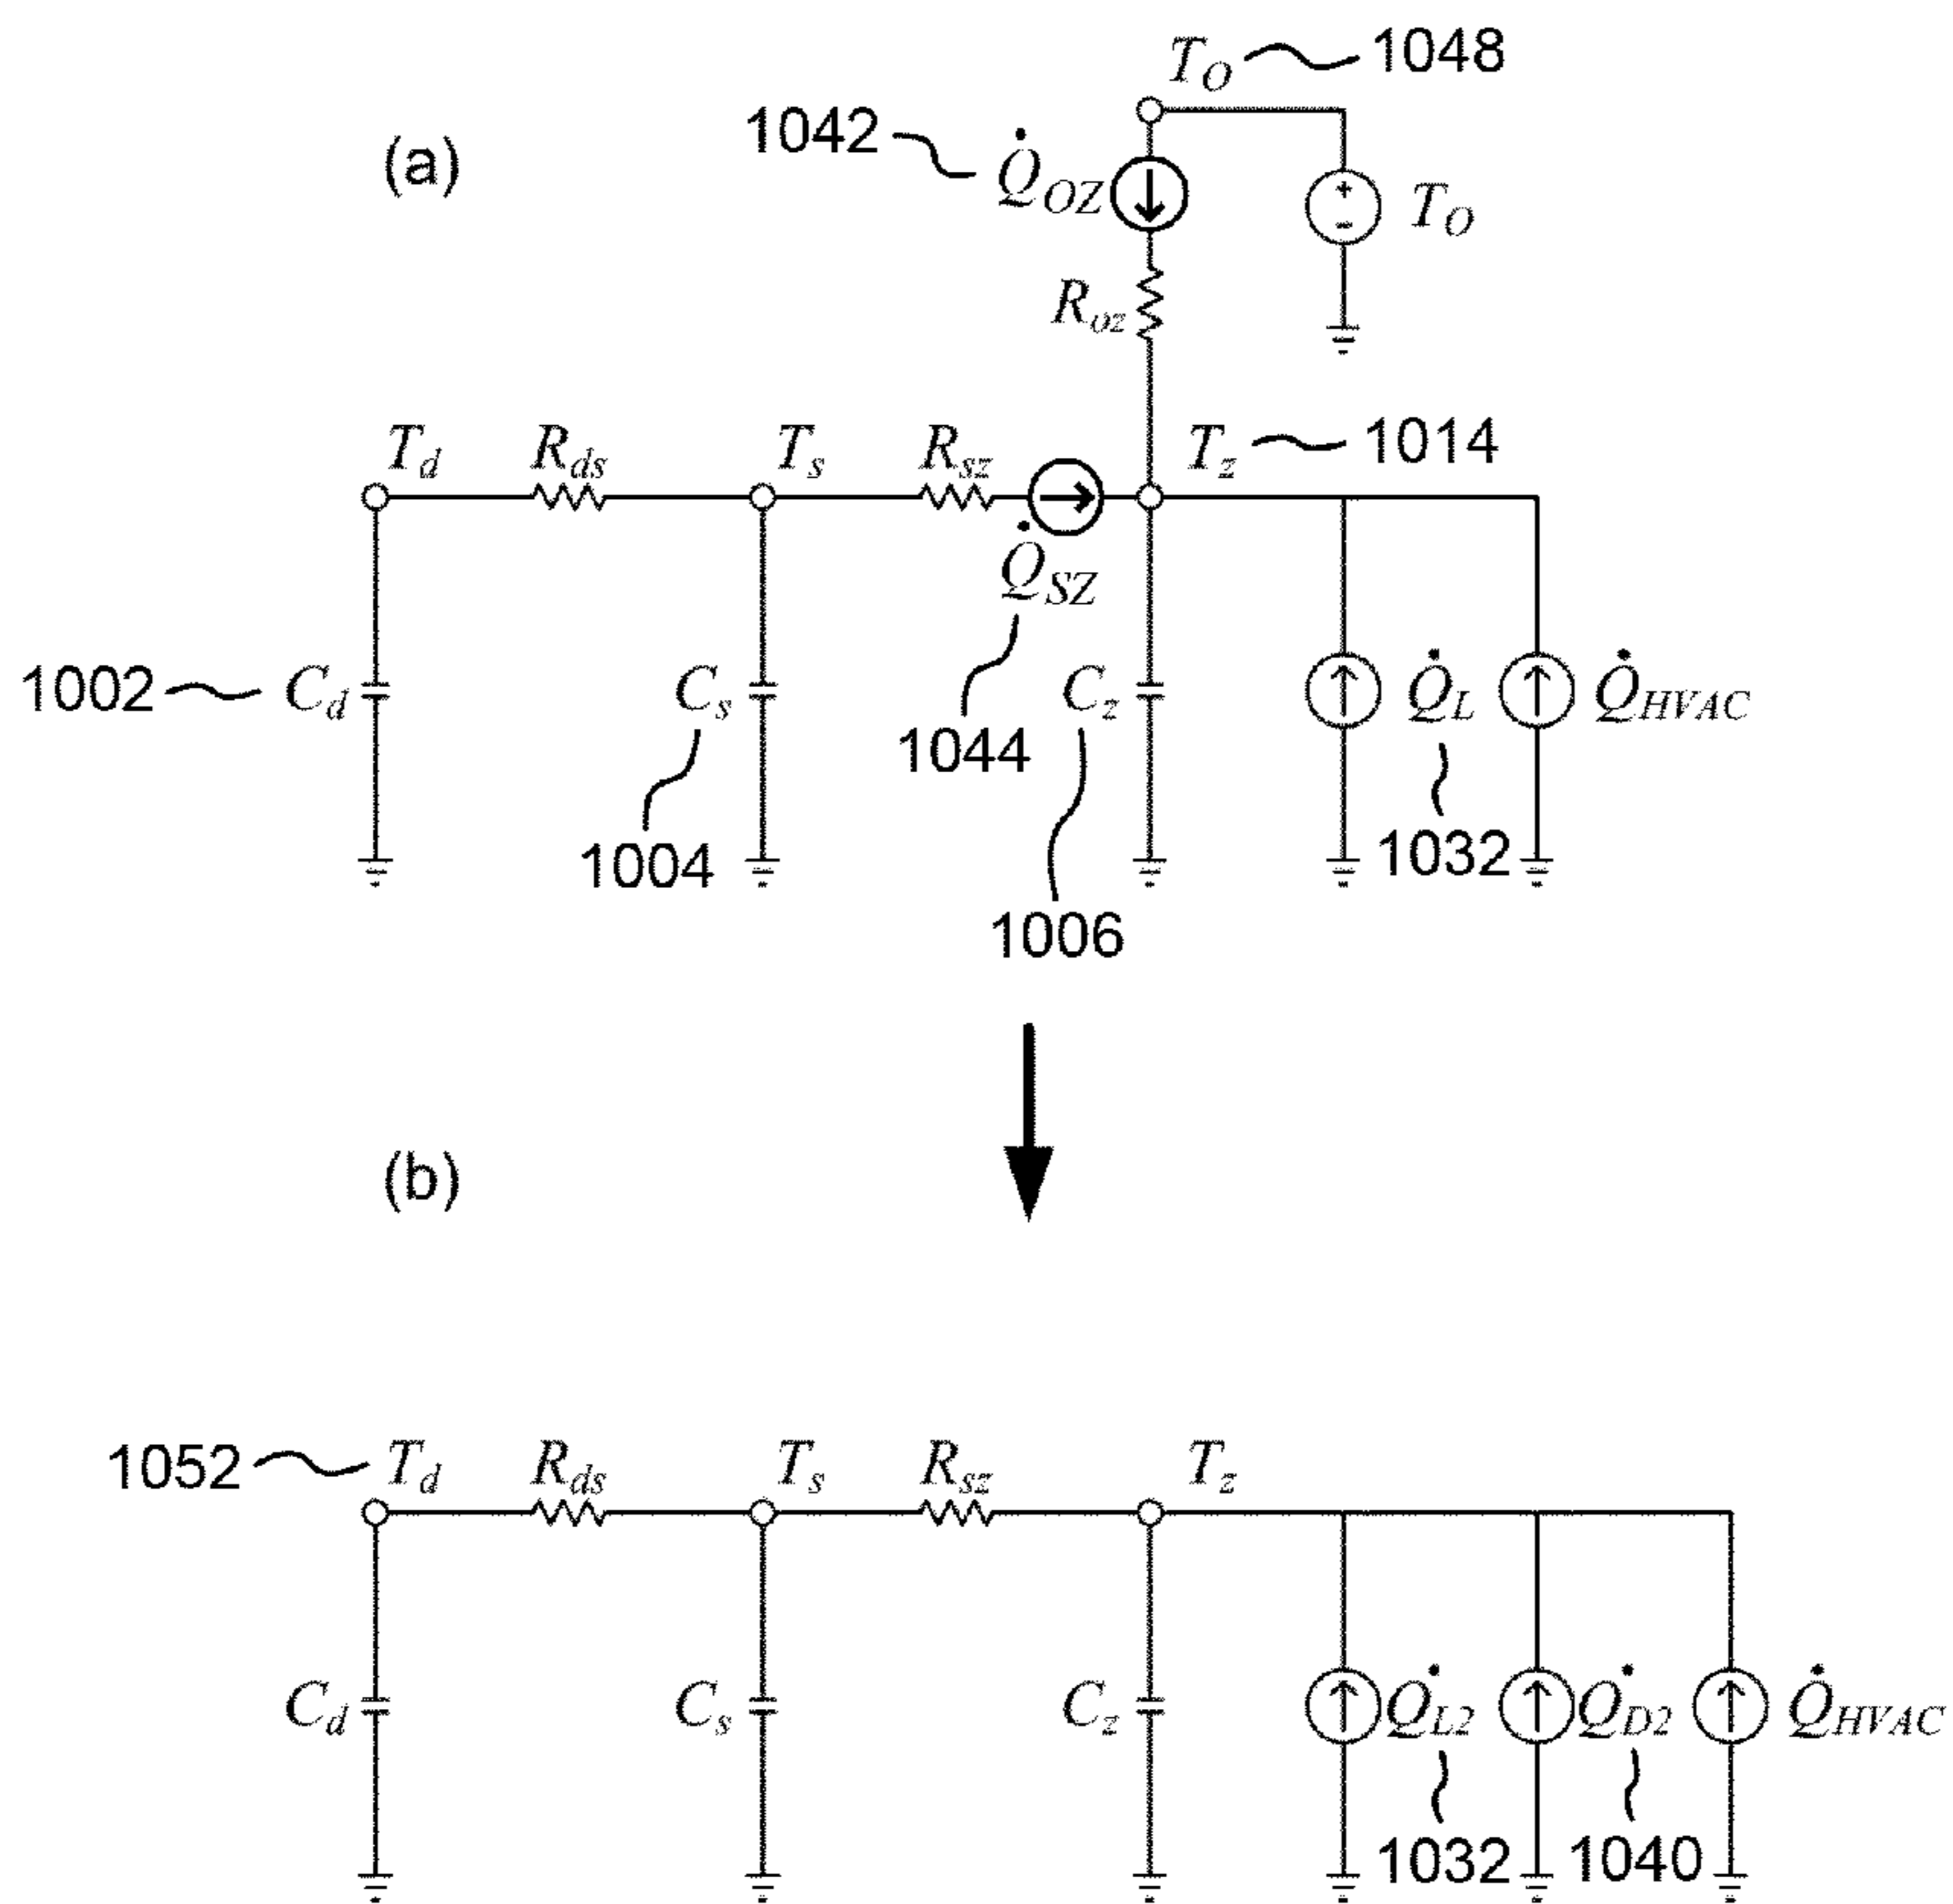 T_O 1048
1042 Q̇_OZ
(a)
T_O
+
-
R_oz
T_d R_ds T_s R_sz T_z 1014
Q̇_SZ
1002 C_d C_s C_z Q̇_L Q̇_HVAC
1044
1004 1032
1006
(b)
1052 T_d R_ds T_s R_sz T_z
C_d C_s C_z Q̇_L2 Q̇_D2 Q̇_HVAC
1032 1040